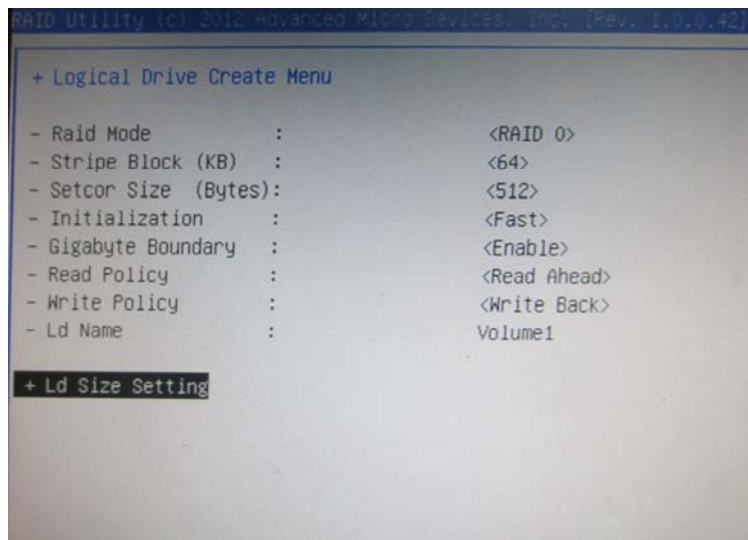 RAID Utility (c) 2012 Advanced Micro Devices, Inc. [Rev. 1.0.0.42]
+ Logical Drive Create Menu
- Raid Mode : <RAID 0>
- Stripe Block (KB) : <64>
- Setcor Size (Bytes): <512>
- Initialization : <Fast>
- Gigabyte Boundary : <Enable>
- Read Policy : <Read Ahead>
- Write Policy : <Write Back>
- Ld Name : Volume1
+ Ld Size Setting